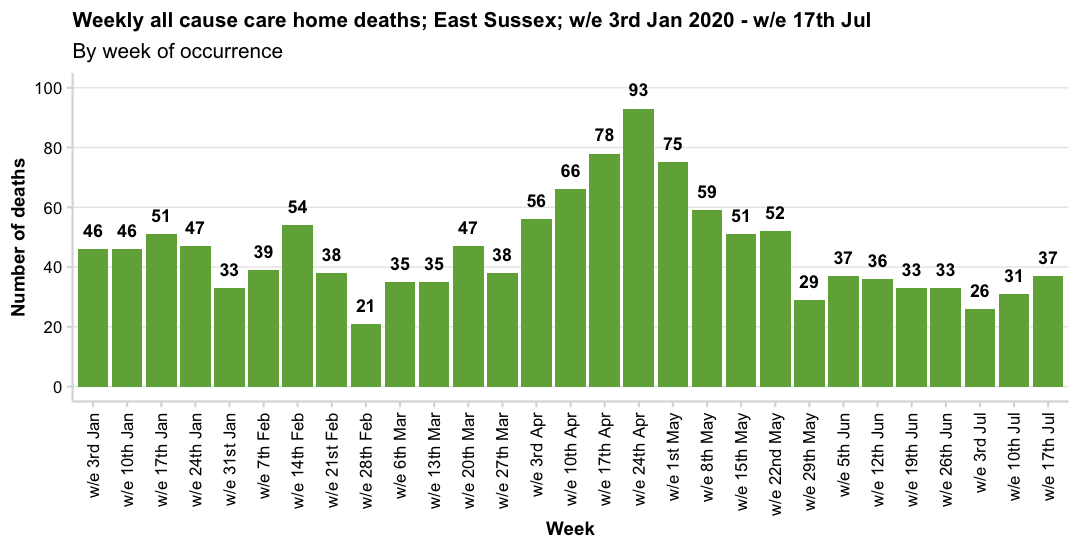 Weekly all cause care home deaths; East Sussex; w/e 3rd Jan 2020 - w/e 17th Jul
By week of occurrence
Number of deaths
100
80
60
40
20
0
46 46 51 47 33 39 54 38 21 35 35 47 38 56 66 78 93 75 59 51 52 29 37 36 33 33 26 31 37
w/e 3rd Jan
w/e 10th Jan
w/e 17th Jan
w/e 24th Jan
w/e 31st Jan
w/e 7th Feb
w/e 14th Feb
w/e 21st Feb
w/e 28th Feb
w/e 6th Mar
w/e 13th Mar
w/e 20th Mar
w/e 27th Mar
w/e 3rd Apr
w/e 10th Apr
w/e 17th Apr
w/e 24th Apr
w/e 1st May
w/e 8th May
w/e 15th May
w/e 22nd May
w/e 29th May
w/e 5th Jun
w/e 12th Jun
w/e 19th Jun
w/e 26th Jun
w/e 3rd Jul
w/e 10th Jul
w/e 17th Jul
Week